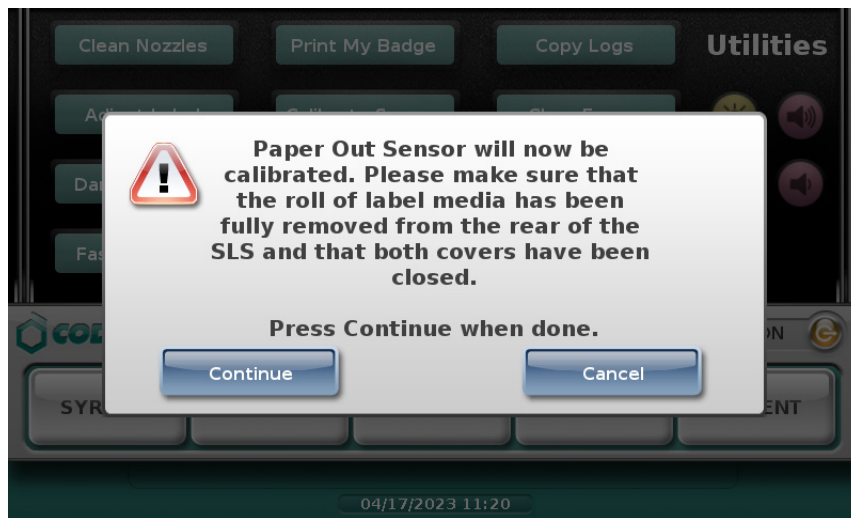 Clean Nozzles
Print My Badge
Copy Logs
Utilities
Paper Out Sensor will now be
calibrated. Please make sure that
the roll of label media has been
fully removed from the rear of the
SLS and that both covers have been
closed.
Press Continue when done.
Continue
Cancel
04/17/2023 11:20